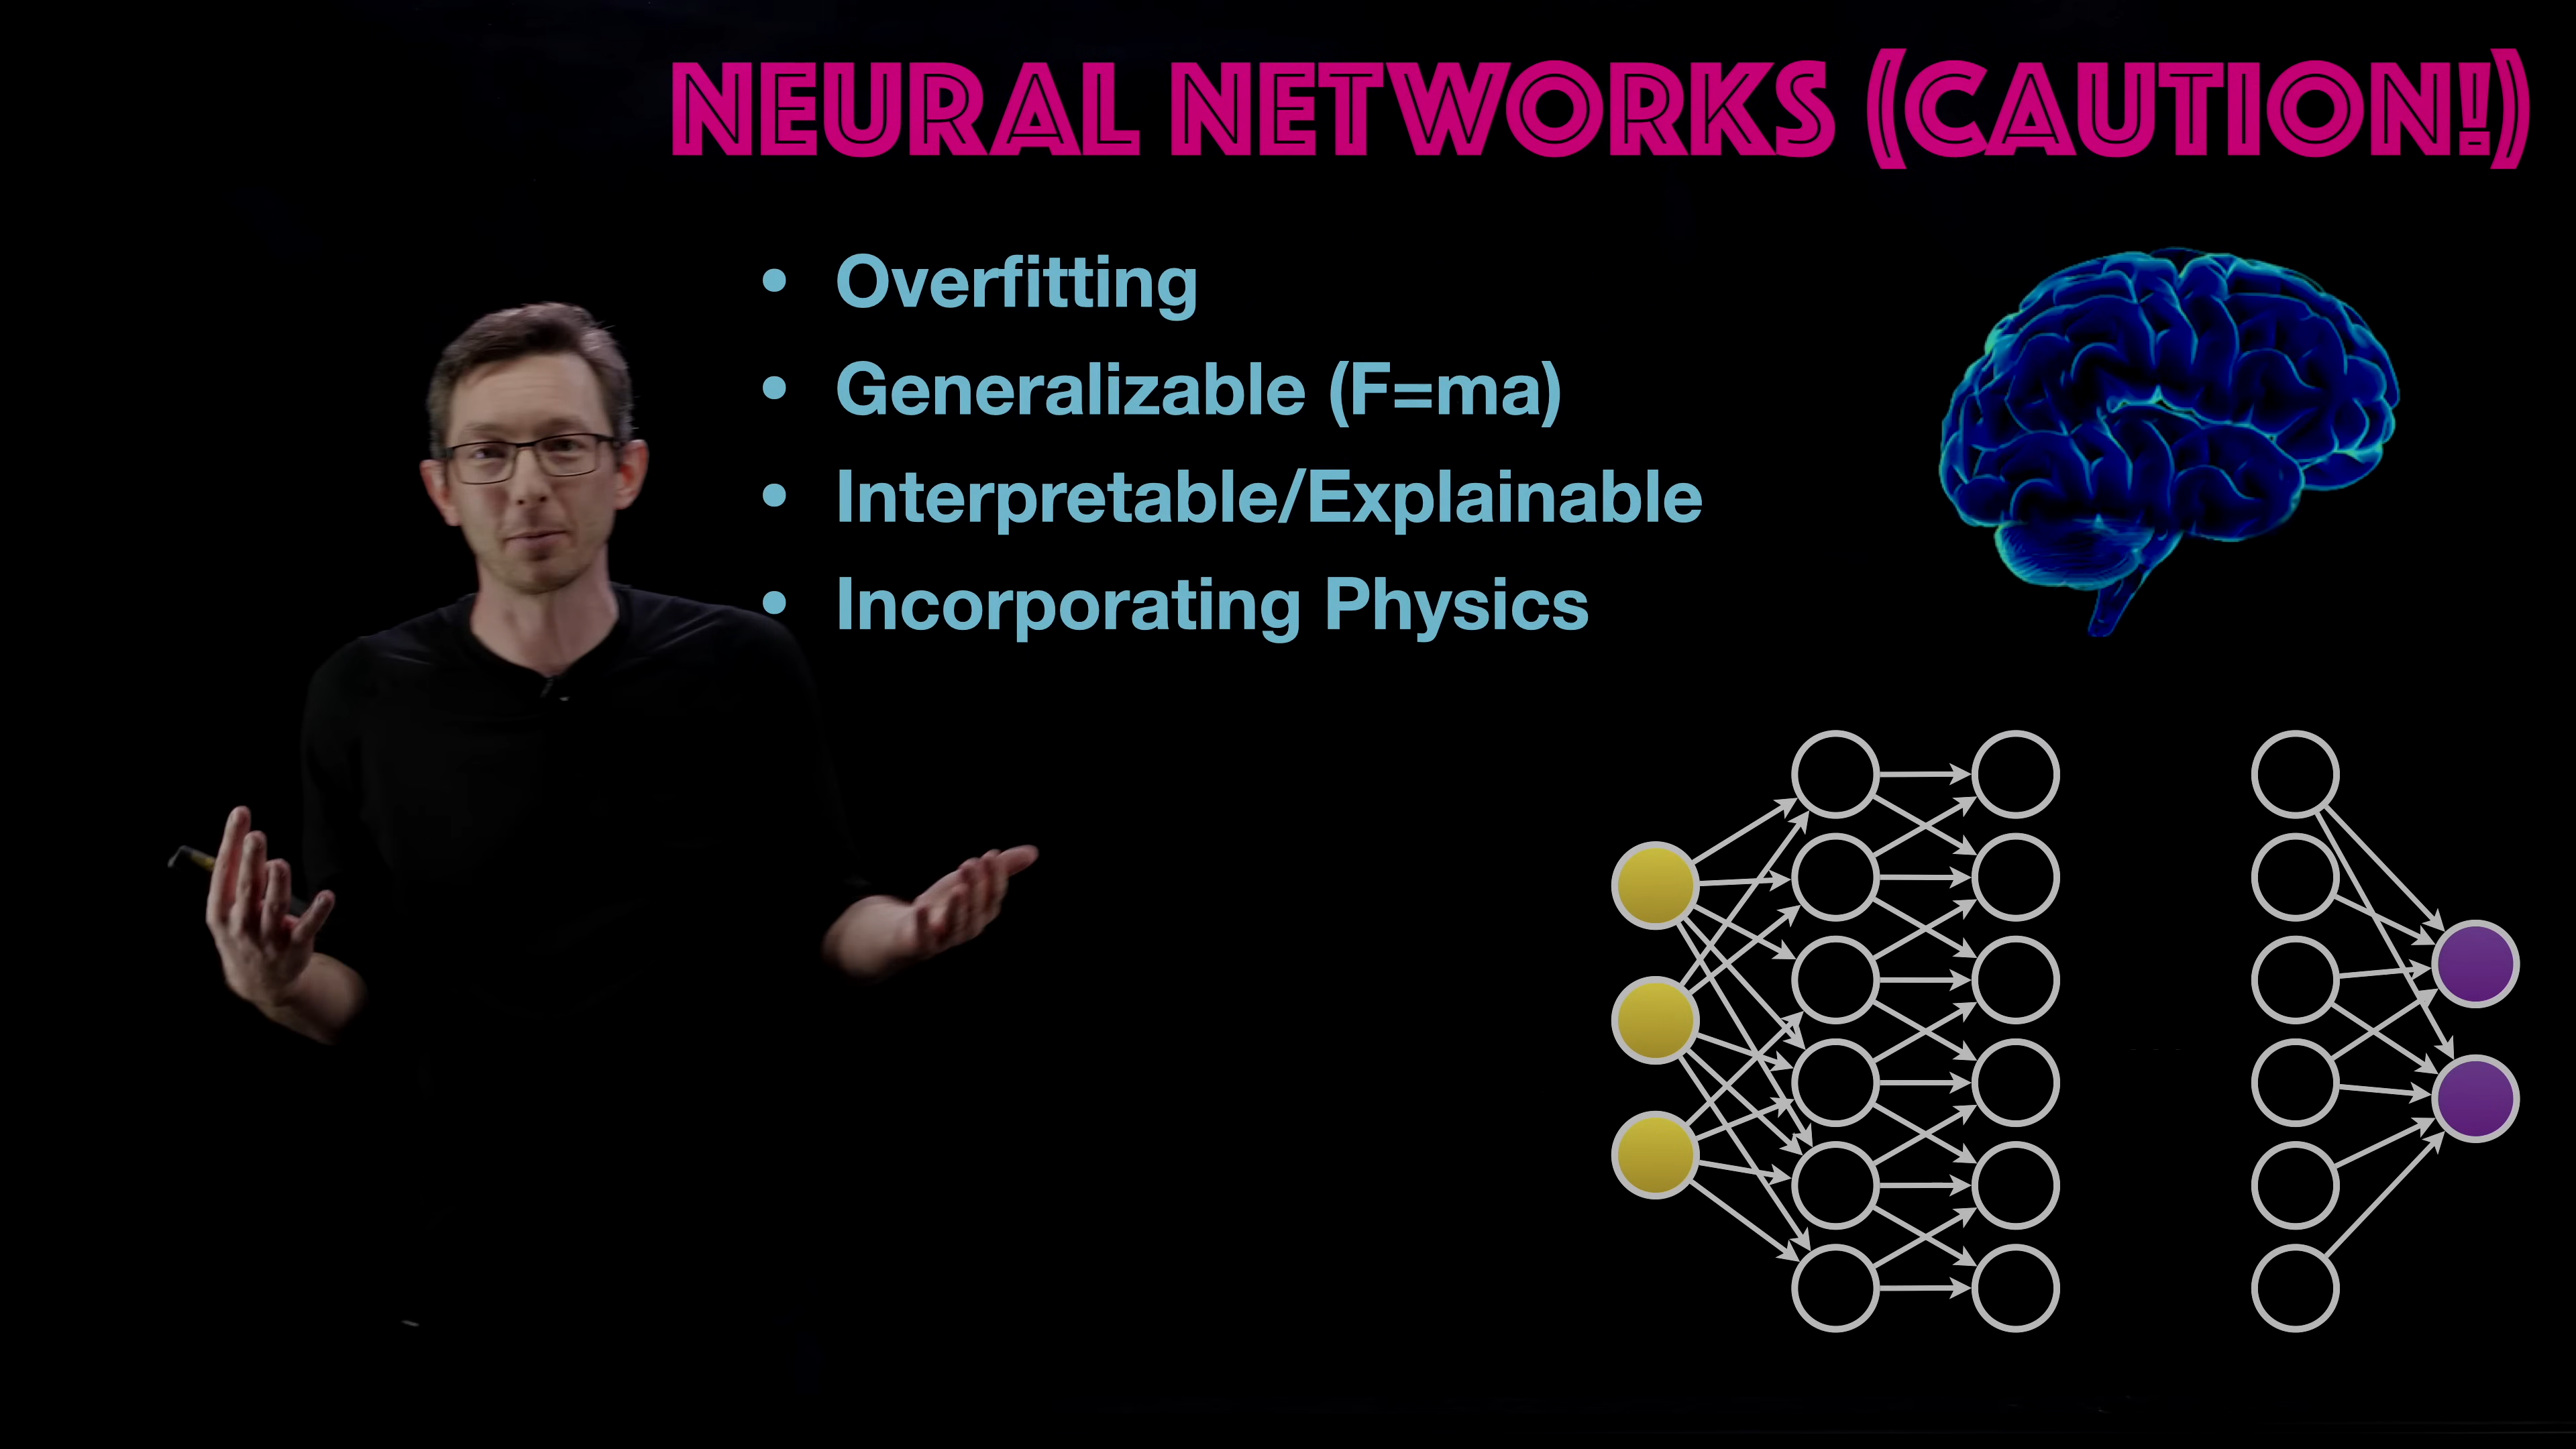 NEURAL NETWORKS (CAUTION!)
• Overfitting
• Generalizable (F=ma)
• Interpretable/Explainable
• Incorporating Physics